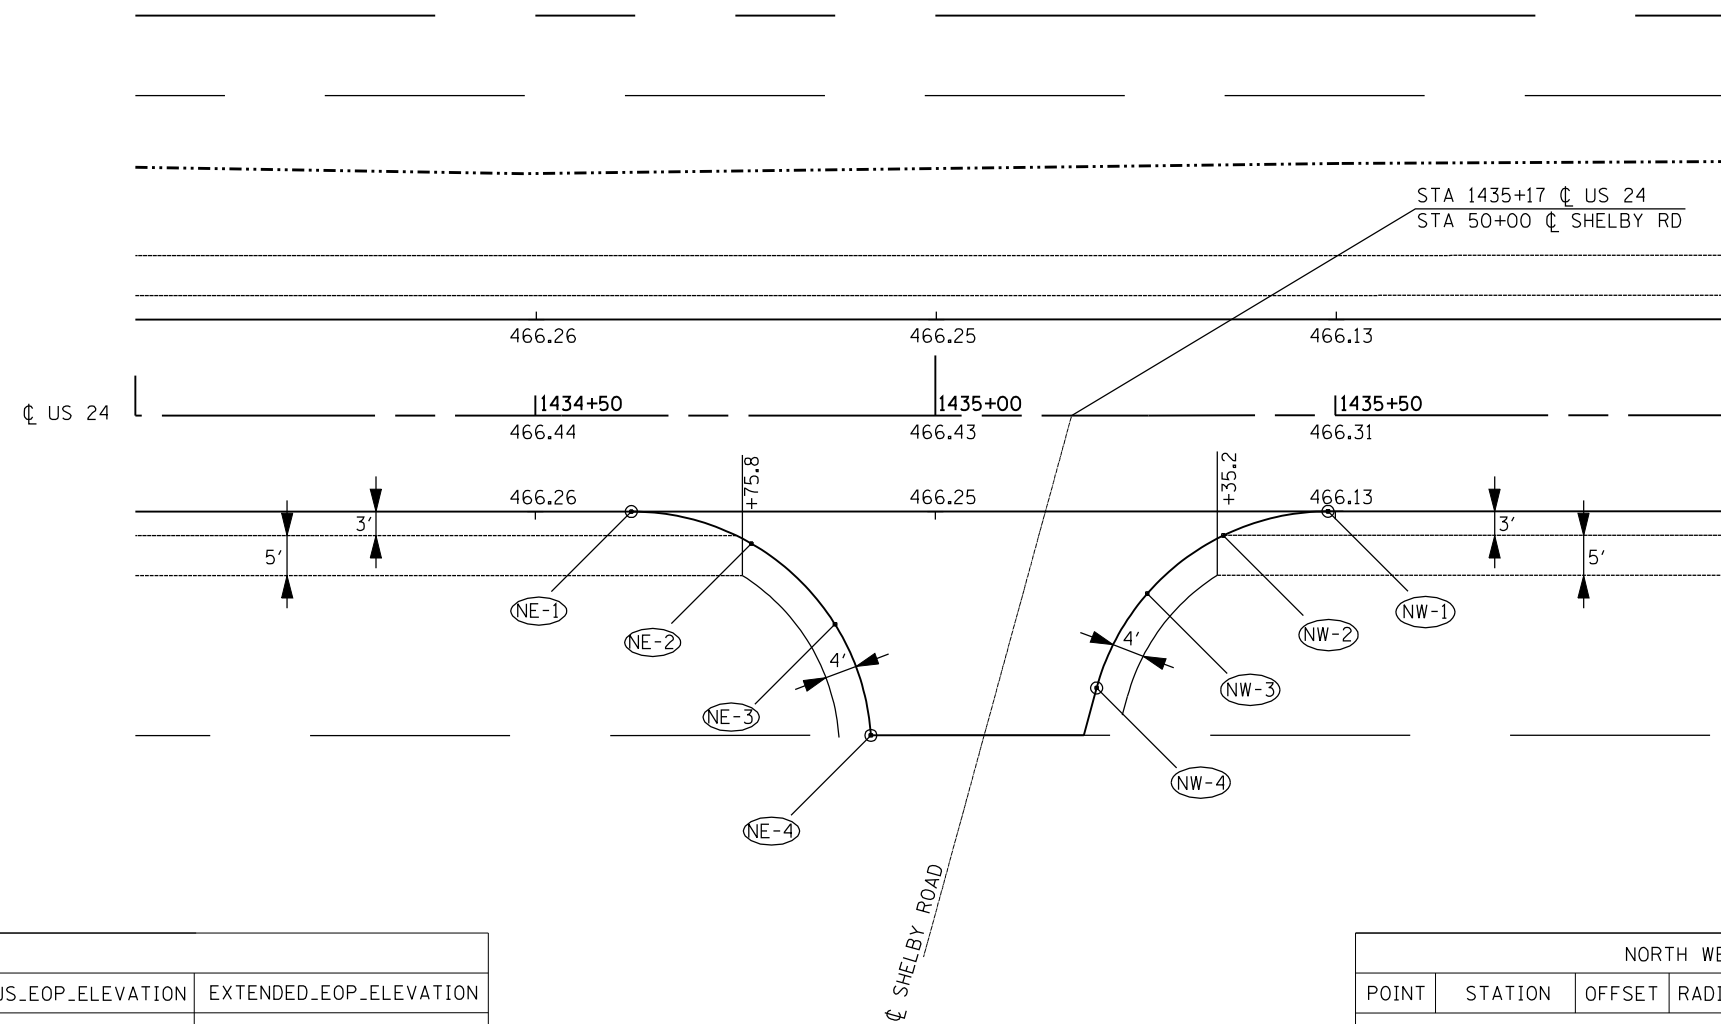 STA 1435+17 ℄ US 24
STA 50+00 ℄ SHELBY RD
466.26
466.25
466.13
℄ US 24
1434+50
1435+00
1435+50
466.44
466.43
466.31
+75.8
+35.2
466.26
466.25
466.13
3'
3'
5'
5'
NE-1
NW-1
NE-2
NW-2
4'
4'
NE-3
NW-3
NW-4
NE-4
℄ SHELBY ROAD
NORTH WE
US_EOP_ELEVATION
EXTENDED_EOP_ELEVATION
POINT
STATION
OFFSET
RADI